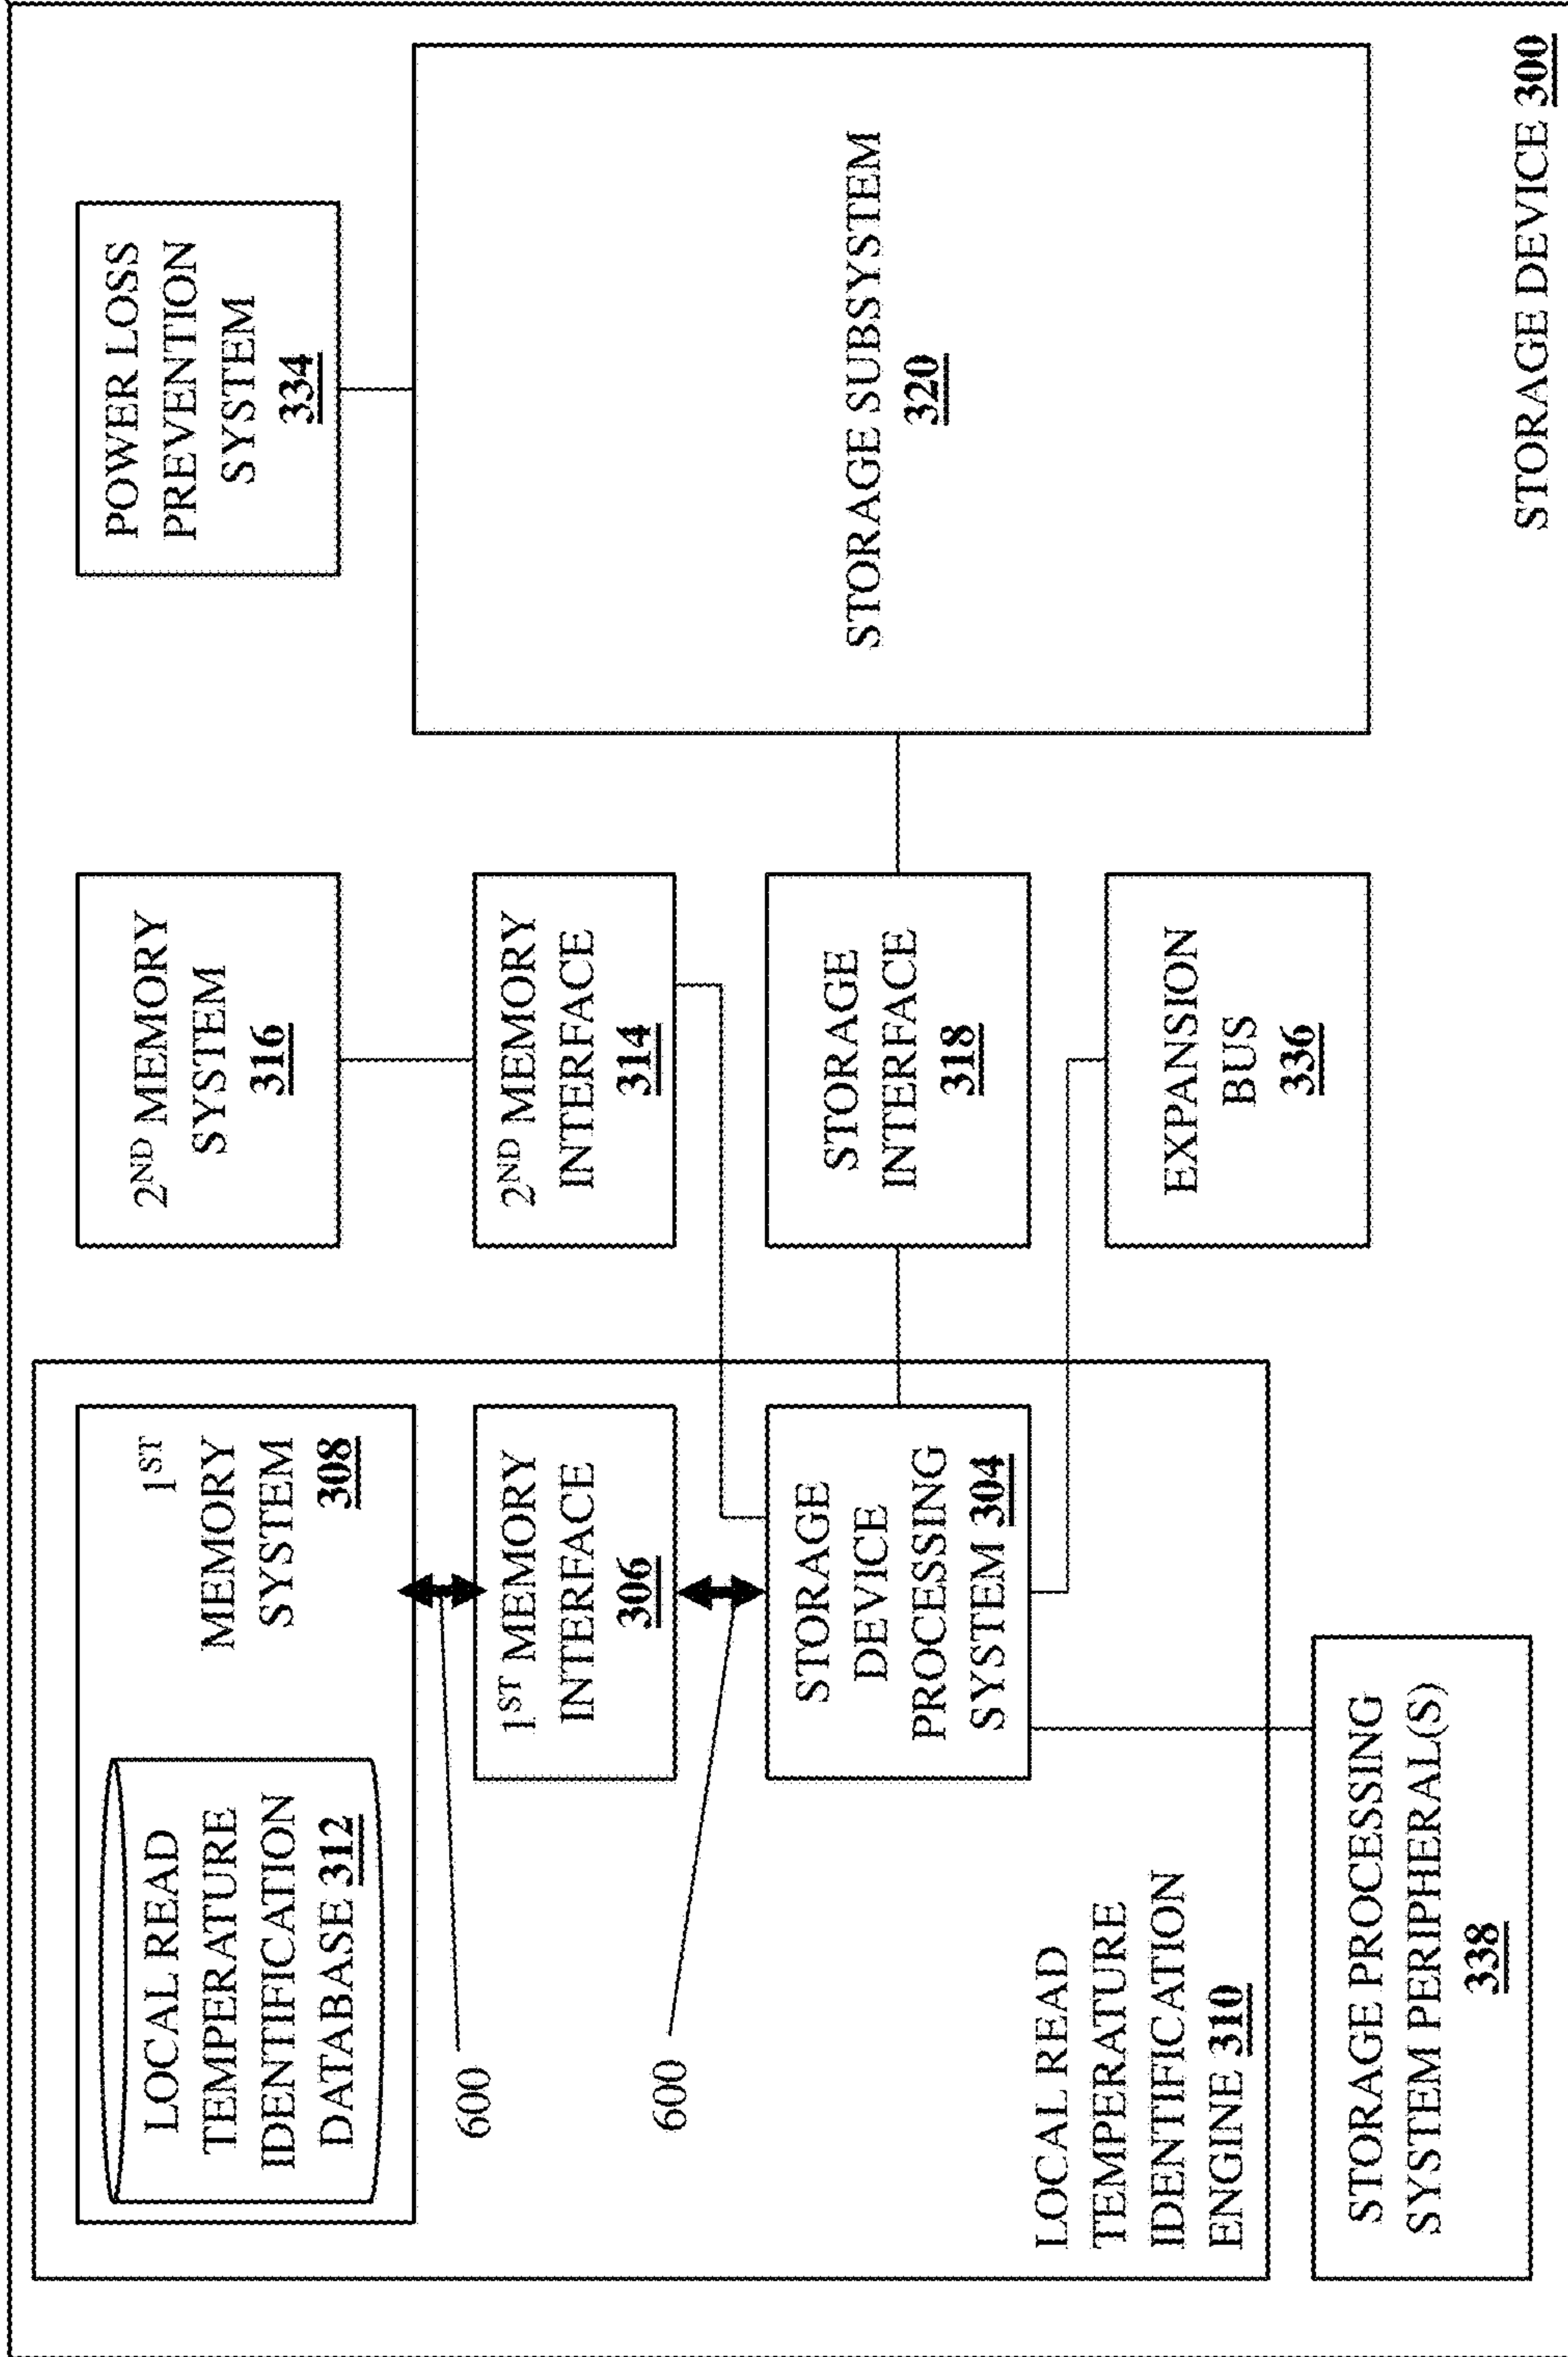 LOCAL READ
TEMPERATURE
IDENTIFICATION
DATABASE 312
1ST
MEMORY
SYSTEM
308
2ND MEMORY
SYSTEM
316
POWER LOSS
PREVENTION
SYSTEM
334
600
600
1ST MEMORY
INTERFACE
306
2ND MEMORY
INTERFACE
314
STORAGE
DEVICE
PROCESSING
SYSTEM 304
STORAGE
INTERFACE
318
STORAGE SUBSYSTEM
320
LOCAL READ
TEMPERATURE
IDENTIFICATION
ENGINE 310
EXPANSION
BUS
336
STORAGE PROCESSING
SYSTEM PERIPHERAL(S)
338
STORAGE DEVICE 300